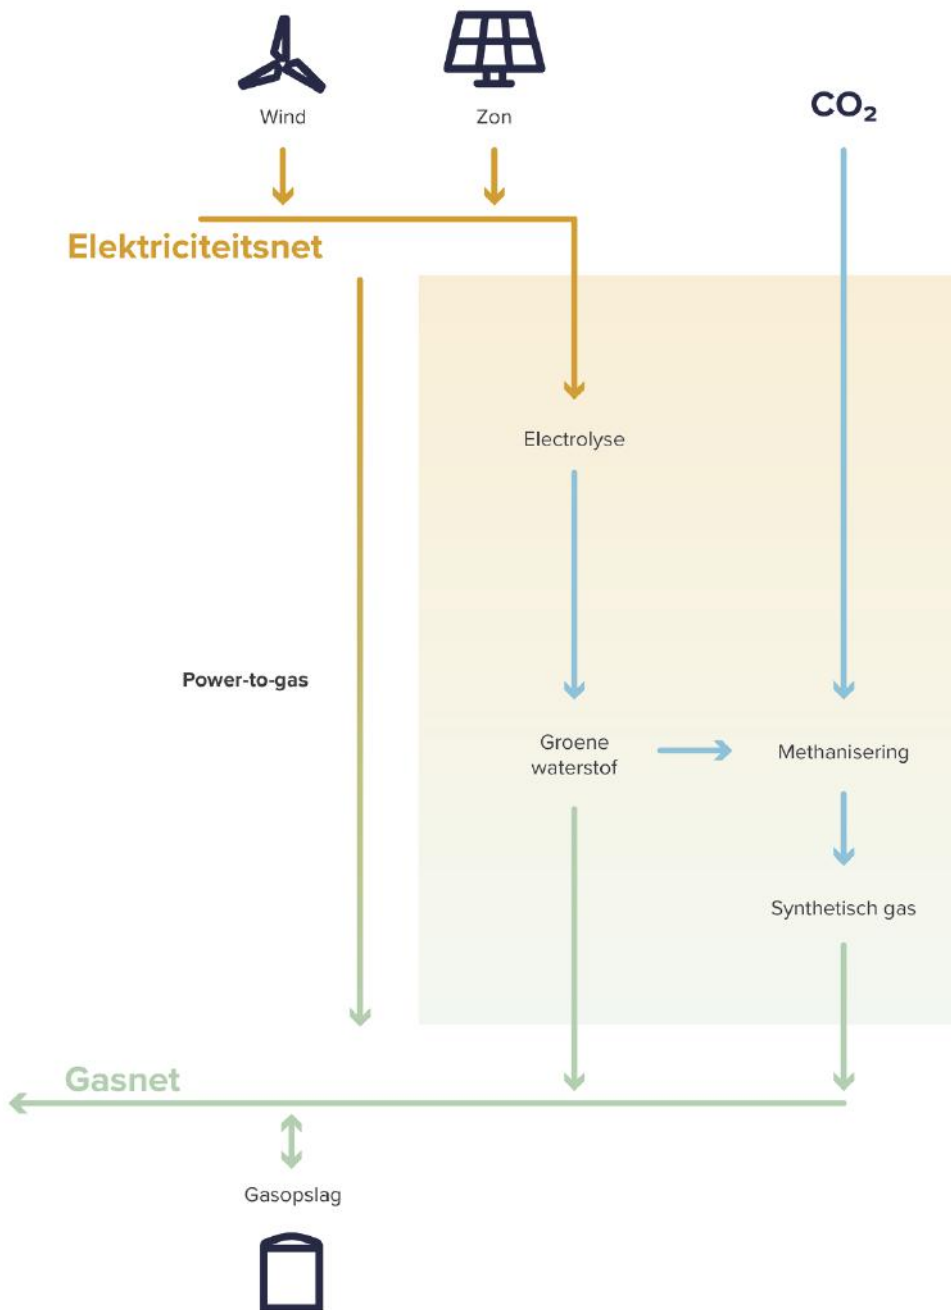 Wind
Zon
CO₂
Elektriciteitsnet
Electrolyse
Power-to-gas
Groene
waterstof
Methanisering
Synthetisch gas
Gasnet
Gasopslag